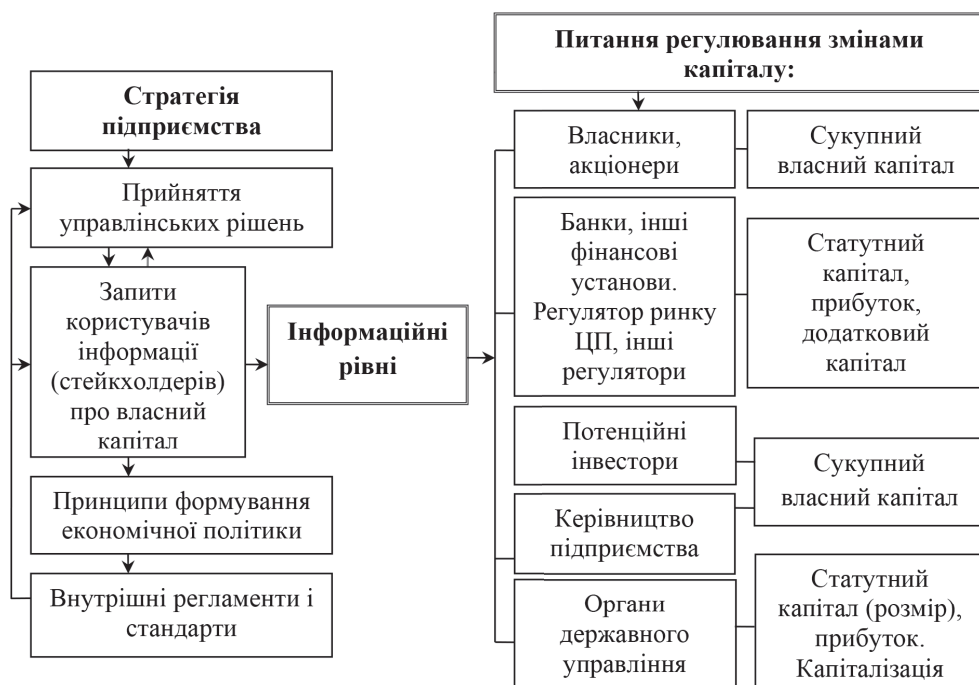 Стратегія
підприємства
Прийняття
управлінських рішень
Запити
користувачів
інформації
(стейкхолдерів)
про власний
капітал
Принципи формування
економічної політики
Внутрішні регламенти і
стандарти
Інформаційні
рівні
Питання регулювання змінами
капіталу:
Власники,
акціонери
Сукупний
власний капітал
Банки, інші
фінансові
установи.
Регулятор ринку
ЦП, інші
регулятори
Статутний
капітал,
прибуток,
додатковий
капітал
Потенційні
інвестори
Сукупний
власний капітал
Керівництво
підприємства
Органи
державного
управління
Статутний
капітал (розмір),
прибуток.
Капіталізація